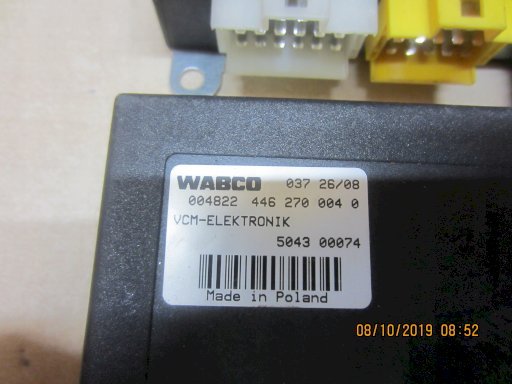 WABCO 037 26/08
004822 446 270 004 0
VCM-ELEKTRONIK
5043 00074
Made in Poland
08/10/2019 08:52